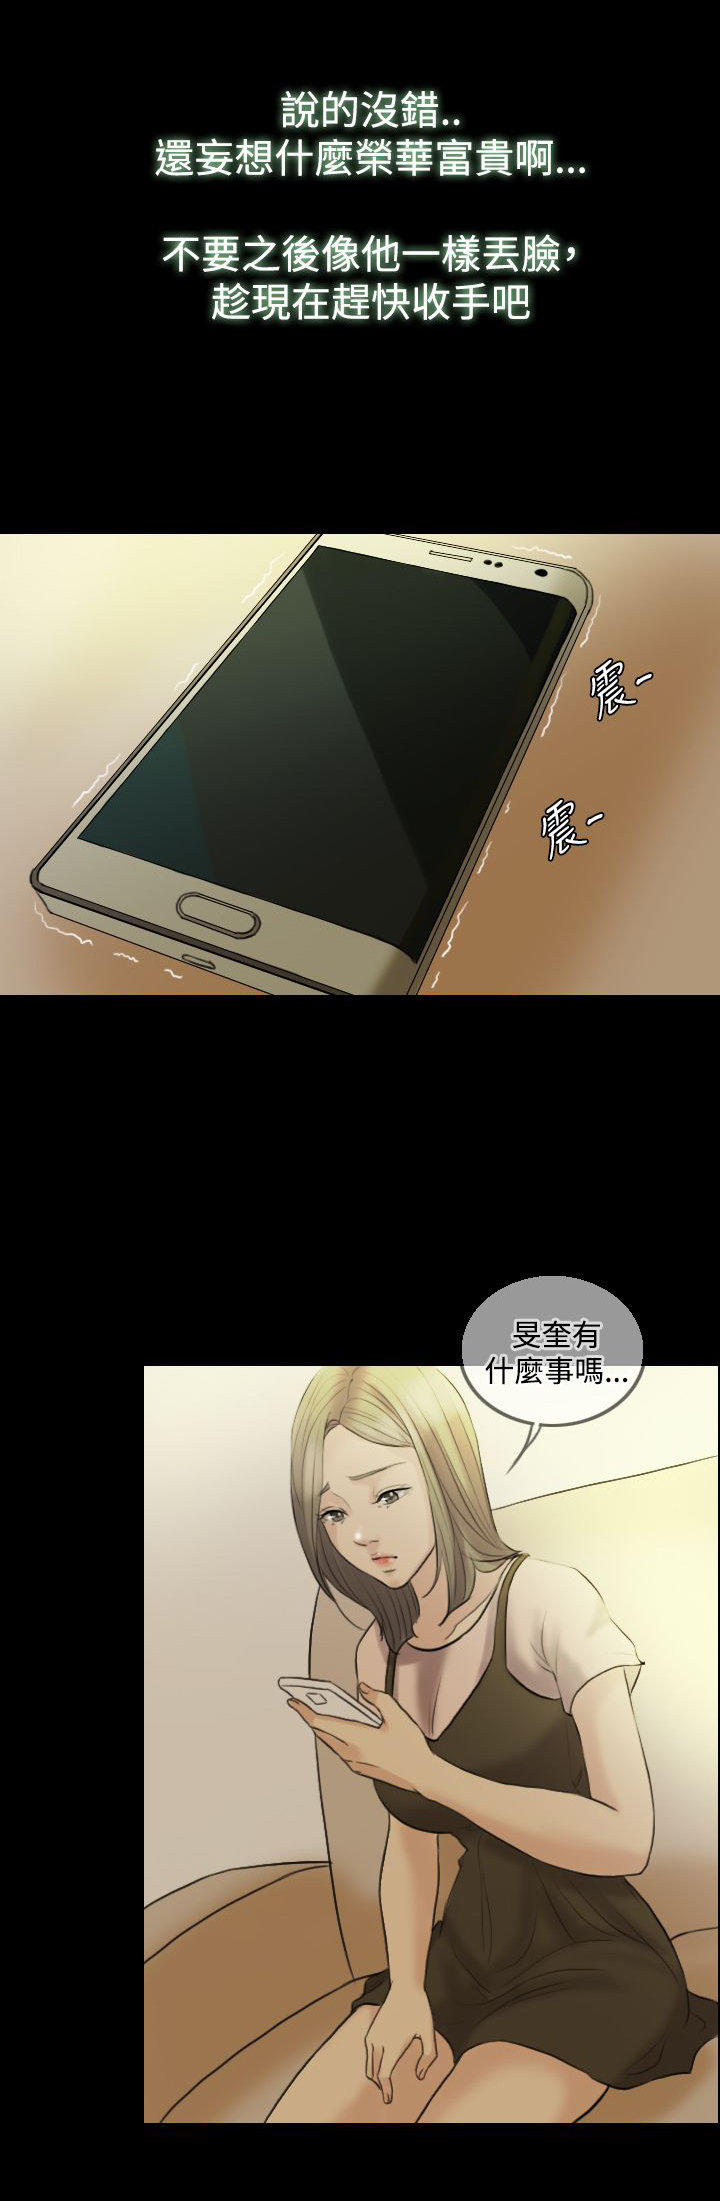 說的沒錯..
還妄想什麼榮華富貴啊...
不要之後像他一樣丟臉，
趁現在趕快收手吧
震-
震-
旻奎有
什麼事嗎...